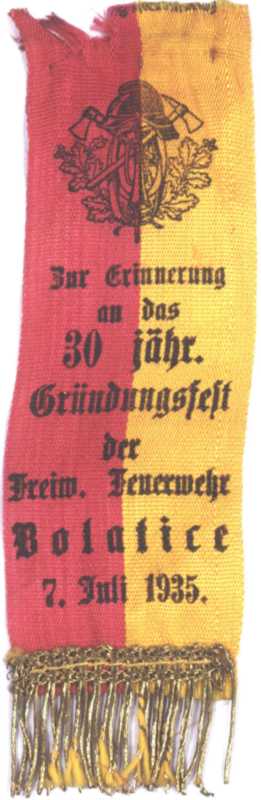 Zur Erinnerung
an das
30 jähr.
Gründungsfest
der
Freiw. Feuerwehr
Bolatice
7. Juli 1935.